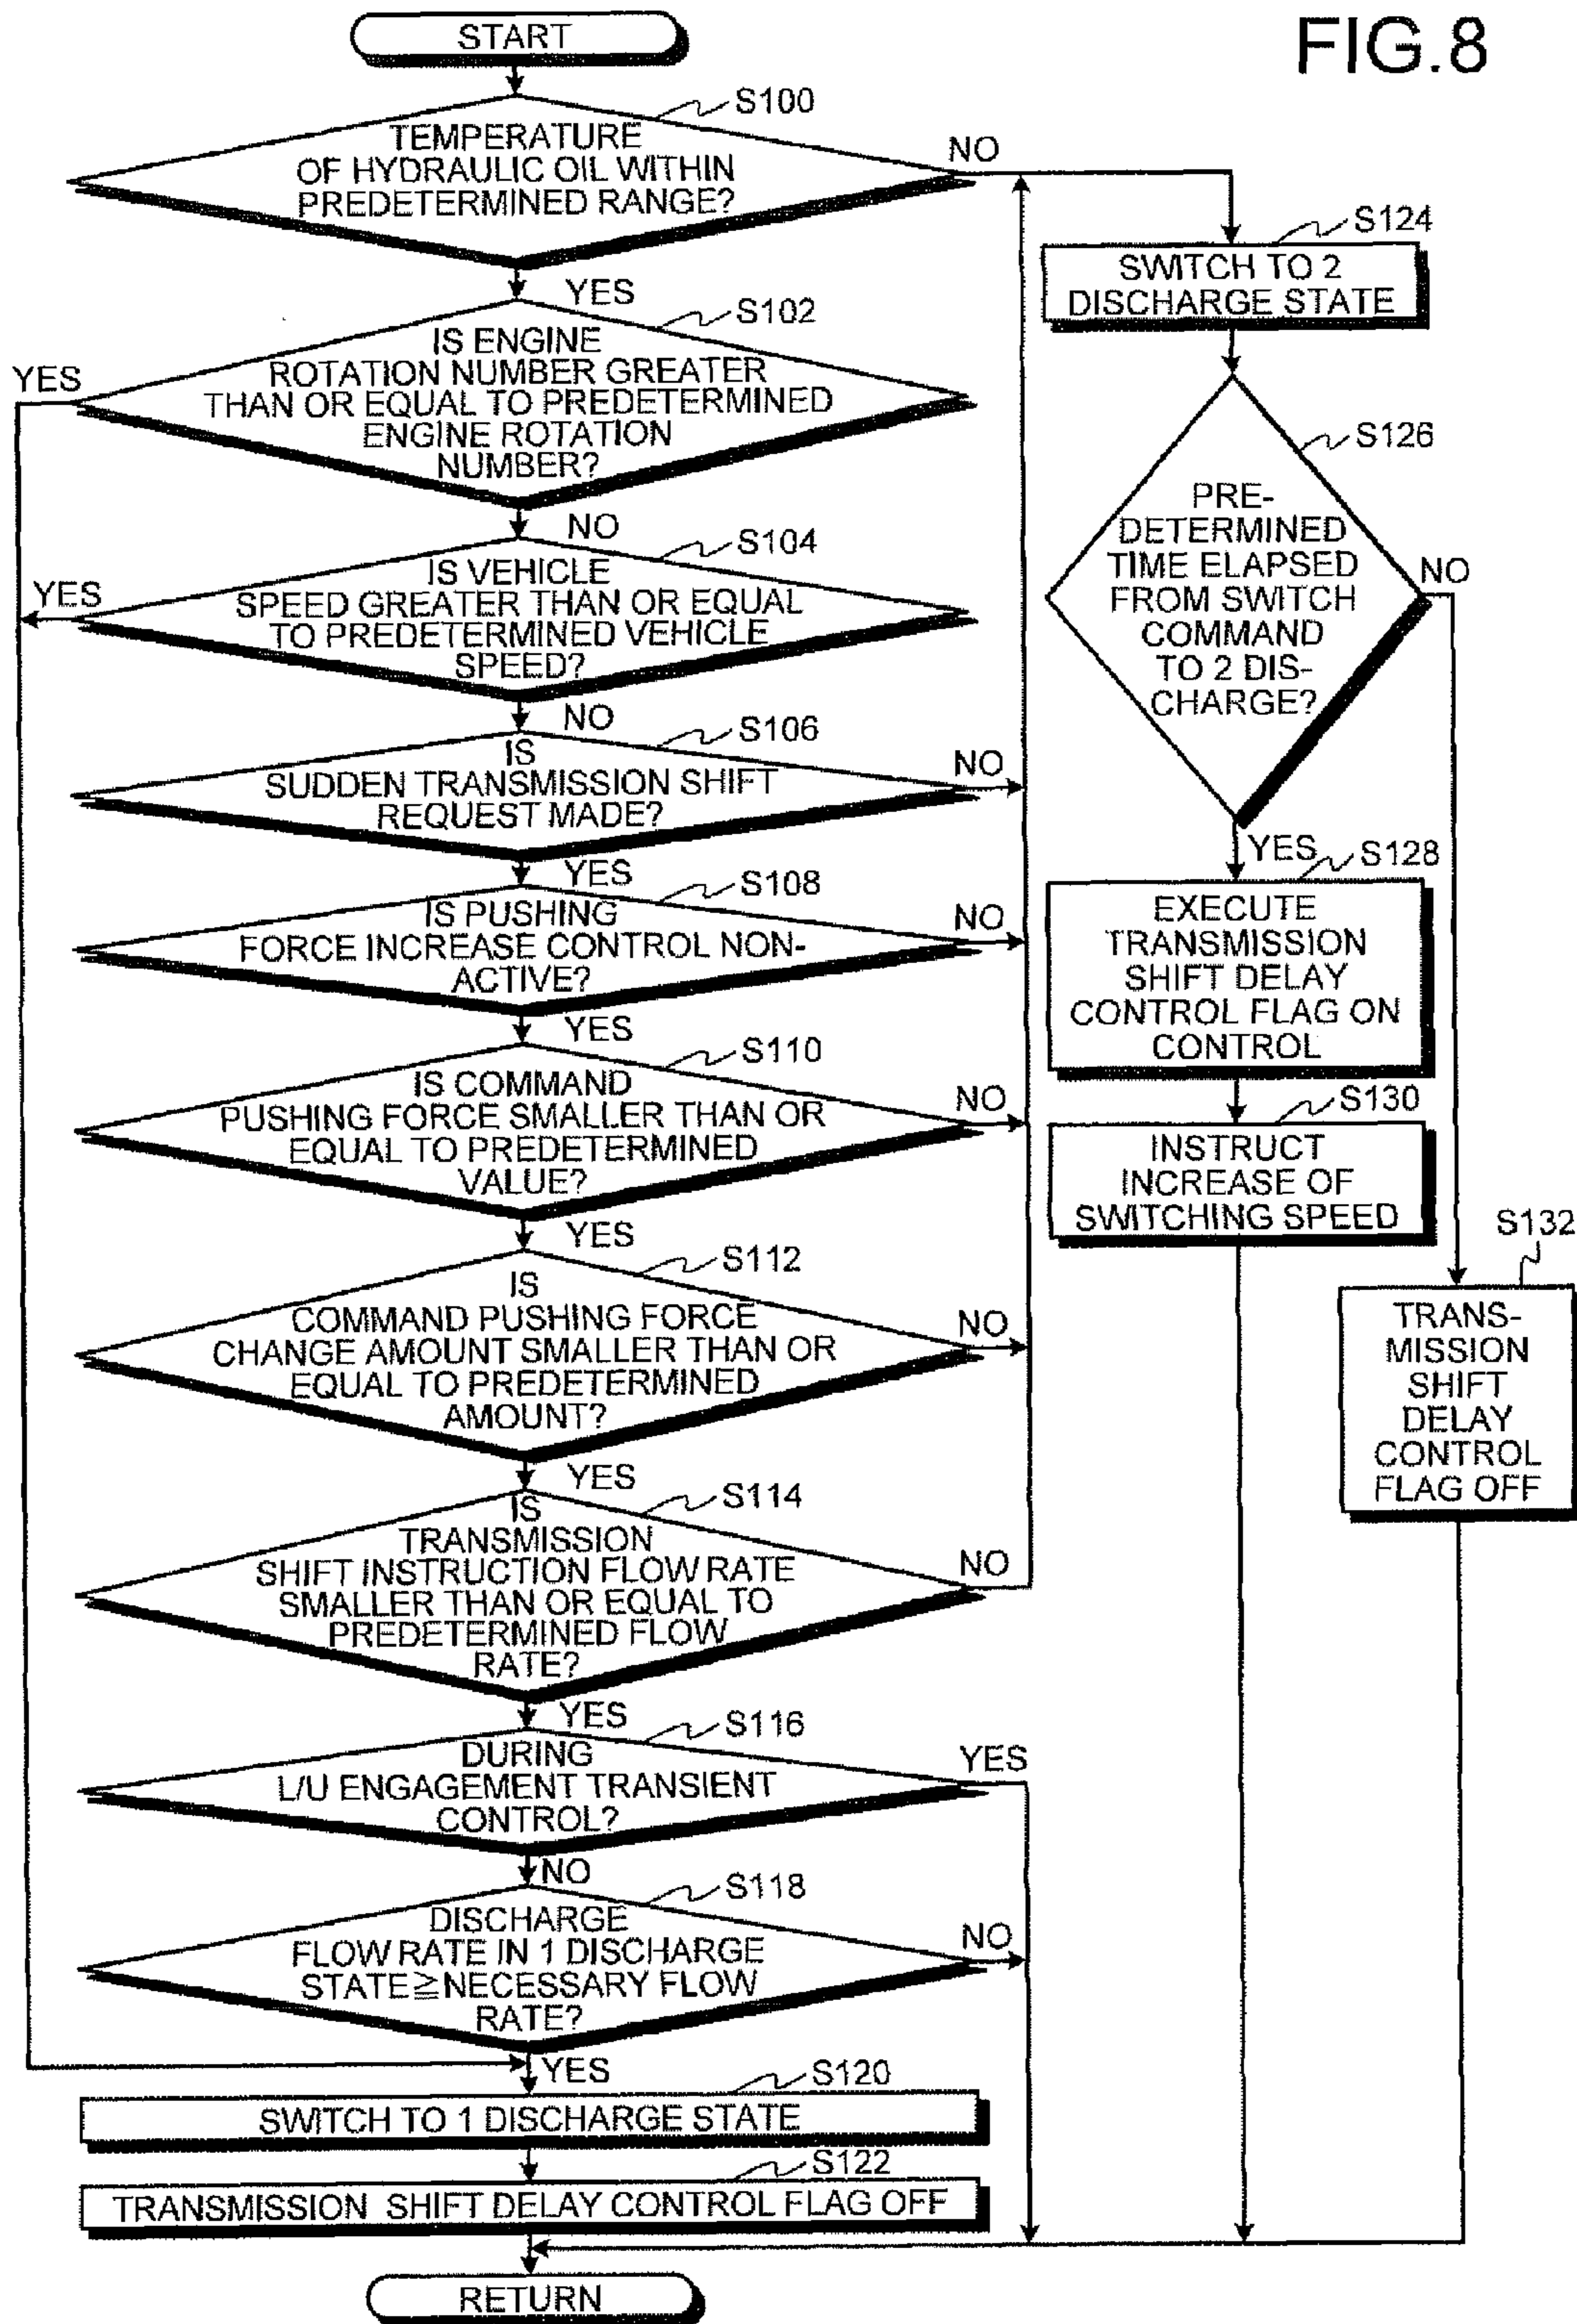 FIG.8
START
S100
TEMPERATURE
OF HYDRAULIC OIL WITHIN
PREDETERMINED RANGE?
NO
YES
S102
IS ENGINE
ROTATION NUMBER GREATER
THAN OR EQUAL TO PREDETERMINED
ENGINE ROTATION
NUMBER?
YES
NO
S104
IS VEHICLE
SPEED GREATER THAN OR EQUAL
TO PREDETERMINED VEHICLE
SPEED?
YES
NO
S106
IS
SUDDEN TRANSMISSION SHIFT
REQUEST MADE?
NO
YES
S108
IS PUSHING
FORCE INCREASE CONTROL NON-
ACTIVE?
NO
YES
S110
IS COMMAND
PUSHING FORCE SMALLER THAN OR
EQUAL TO PREDETERMINED
VALUE?
NO
YES
S112
IS
COMMAND PUSHING FORCE
CHANGE AMOUNT SMALLER THAN OR
EQUAL TO PREDETERMINED
AMOUNT?
NO
YES
S114
IS
TRANSMISSION
SHIFT INSTRUCTION FLOW RATE
SMALLER THAN OR EQUAL TO
PREDETERMINED FLOW
RATE?
NO
YES
S116
DURING
L/U ENGAGEMENT TRANSIENT
CONTROL?
YES
NO
S118
DISCHARGE
FLOW RATE IN 1 DISCHARGE
STATE≧NECESSARY FLOW
RATE?
NO
YES
S120
SWITCH TO 1 DISCHARGE STATE
S122
TRANSMISSION SHIFT DELAY CONTROL FLAG OFF
RETURN
S124
SWITCH TO 2
DISCHARGE STATE
S126
PRE-
DETERMINED
TIME ELAPSED
FROM SWITCH
COMMAND
TO 2 DIS-
CHARGE?
NO
YES
S128
EXECUTE
TRANSMISSION
SHIFT DELAY
CONTROL FLAG ON
CONTROL
S130
INSTRUCT
INCREASE OF
SWITCHING SPEED
S132
TRANS-
MISSION
SHIFT
DELAY
CONTROL
FLAG OFF